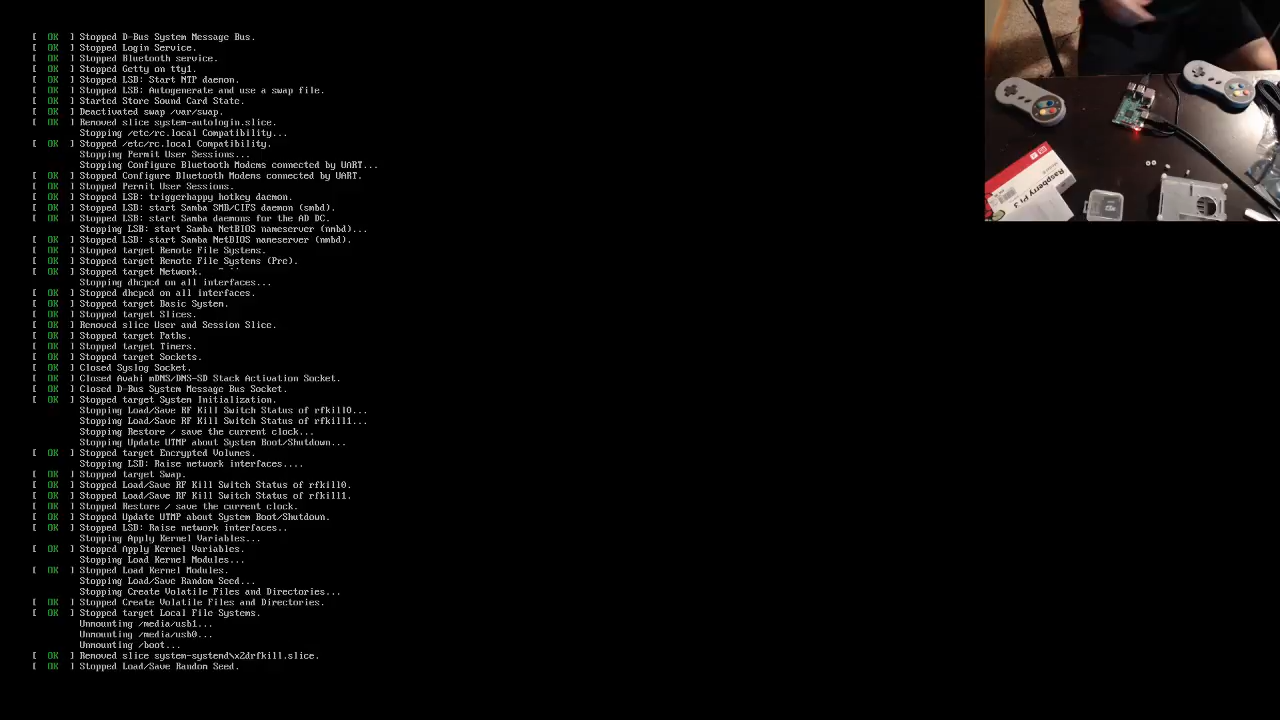 [  OK  ] Stopped D-Bus System Message Bus.
[  OK  ] Stopped Login Service.
[  OK  ] Stopped Bluetooth service.
[  OK  ] Stopped Getty on tty1.
[  OK  ] Stopped LSB: Start NTP daemon.
[  OK  ] Stopped LSB: Autogenerate and use a swap file.
[  OK  ] Started Store Sound Card State.
[  OK  ] Deactivated swap /var/swap.
[  OK  ] Removed slice system-autologin.slice.
Stopping /etc/rc.local Compatibility...
[  OK  ] Stopped /etc/rc.local Compatibility.
Stopping Permit User Sessions...
Stopping Configure Bluetooth Modems connected by UART...
[  OK  ] Stopped Configure Bluetooth Modems connected by UART.
[  OK  ] Stopped Permit User Sessions.
[  OK  ] Stopped LSB: triggerhappy hotkey daemon.
[  OK  ] Stopped LSB: start Samba SMB/CIFS daemon (smbd).
[  OK  ] Stopped LSB: start Samba daemons for the AD DC.
Stopping LSB: start Samba NetBIOS nameserver (nmbd)...
[  OK  ] Stopped LSB: start Samba NetBIOS nameserver (nmbd).
[  OK  ] Stopped target Remote File Systems.
[  OK  ] Stopped target Remote File Systems (Pre).
[  OK  ] Stopped target Network.
Stopping dhcpcd on all interfaces...
[  OK  ] Stopped dhcpcd on all interfaces.
[  OK  ] Stopped target Basic System.
[  OK  ] Stopped target Slices.
[  OK  ] Removed slice User and Session Slice.
[  OK  ] Stopped target Paths.
[  OK  ] Stopped target Timers.
[  OK  ] Stopped target Sockets.
[  OK  ] Closed Syslog Socket.
[  OK  ] Closed Avahi mDNS/DNS-SD Stack Activation Socket.
[  OK  ] Closed D-Bus System Message Bus Socket.
[  OK  ] Stopped target System Initialization.
Stopping Load/Save RF Kill Switch Status of rfkill0...
Stopping Load/Save RF Kill Switch Status of rfkill1...
Stopping Restore / save the current clock...
Stopping Update UTMP about System Boot/Shutdown...
[  OK  ] Stopped target Encrypted Volumes.
Stopping LSB: Raise network interfaces....
[  OK  ] Stopped target Swap.
[  OK  ] Stopped Load/Save RF Kill Switch Status of rfkill0.
[  OK  ] Stopped Load/Save RF Kill Switch Status of rfkill1.
[  OK  ] Stopped Restore / save the current clock.
[  OK  ] Stopped Update UTMP about System Boot/Shutdown.
[  OK  ] Stopped LSB: Raise network interfaces..
Stopping Apply Kernel Variables...
[  OK  ] Stopped Apply Kernel Variables.
Stopping Load Kernel Modules...
[  OK  ] Stopped Load Kernel Modules.
Stopping Load/Save Random Seed...
Stopping Create Volatile Files and Directories...
[  OK  ] Stopped Create Volatile Files and Directories.
[  OK  ] Stopped target Local File Systems.
Unmounting /media/usb1...
Unmounting /media/usb0...
Unmounting /boot...
[  OK  ] Removed slice system-systemd\x2drfkill.slice.
[  OK  ] Stopped Load/Save Random Seed.
Raspberry Pi 3